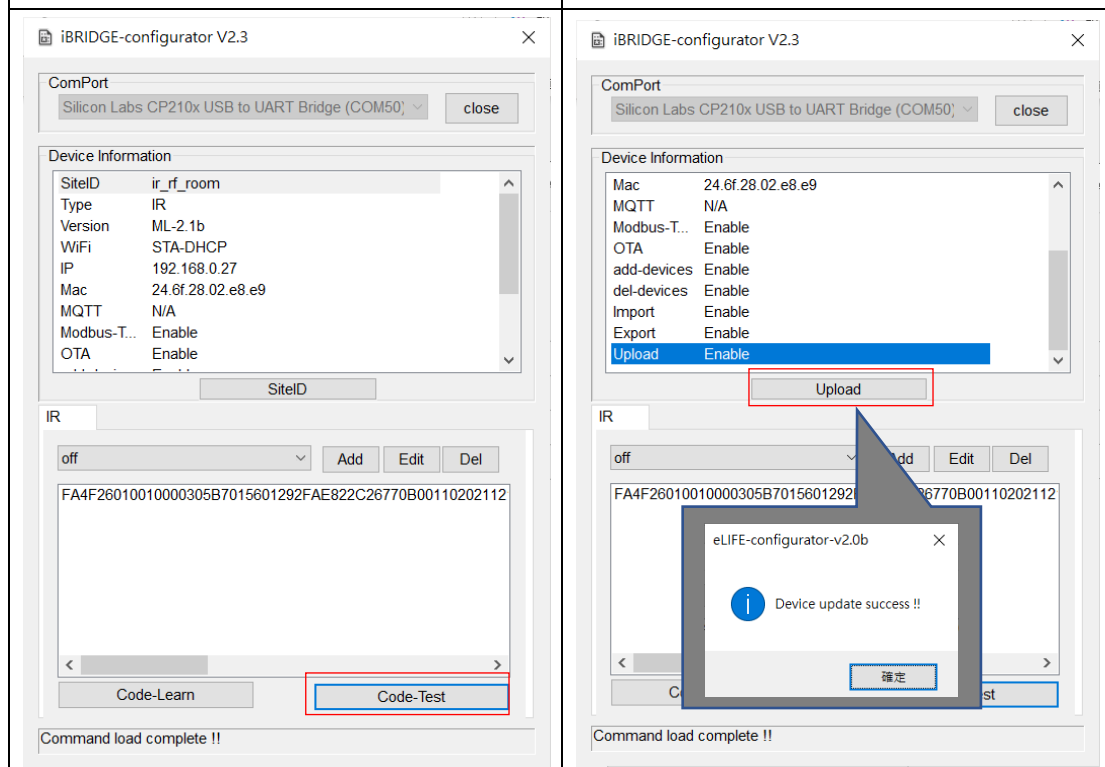 iBRIDGE-configurator V2.3
ComPort
Silicon Labs CP210x USB to UART Bridge (COM50)
close
Device Information
SiteID ir_rf_room
Type IR
Version ML-2.1b
WiFi STA-DHCP
IP 192.168.0.27
Mac 24.6f.28.02.e8.e9
MQTT N/A
Modbus-T... Enable
OTA Enable
SiteID
IR
off
Add Edit Del
FA4F26010010000305B7015601292FAE822C26770B00110202112
Code-Learn Code-Test
Command load complete !!
iBRIDGE-configurator V2.3
ComPort
Silicon Labs CP210x USB to UART Bridge (COM50)
close
Device Information
Mac 24.6f.28.02.e8.e9
MQTT N/A
Modbus-T... Enable
OTA Enable
add-devices Enable
del-devices Enable
Import Enable
Export Enable
Upload Enable
Upload
IR
off
Edit Del
eLIFE-configurator-v2.0b
Device update success !!
確定
Command load complete !!